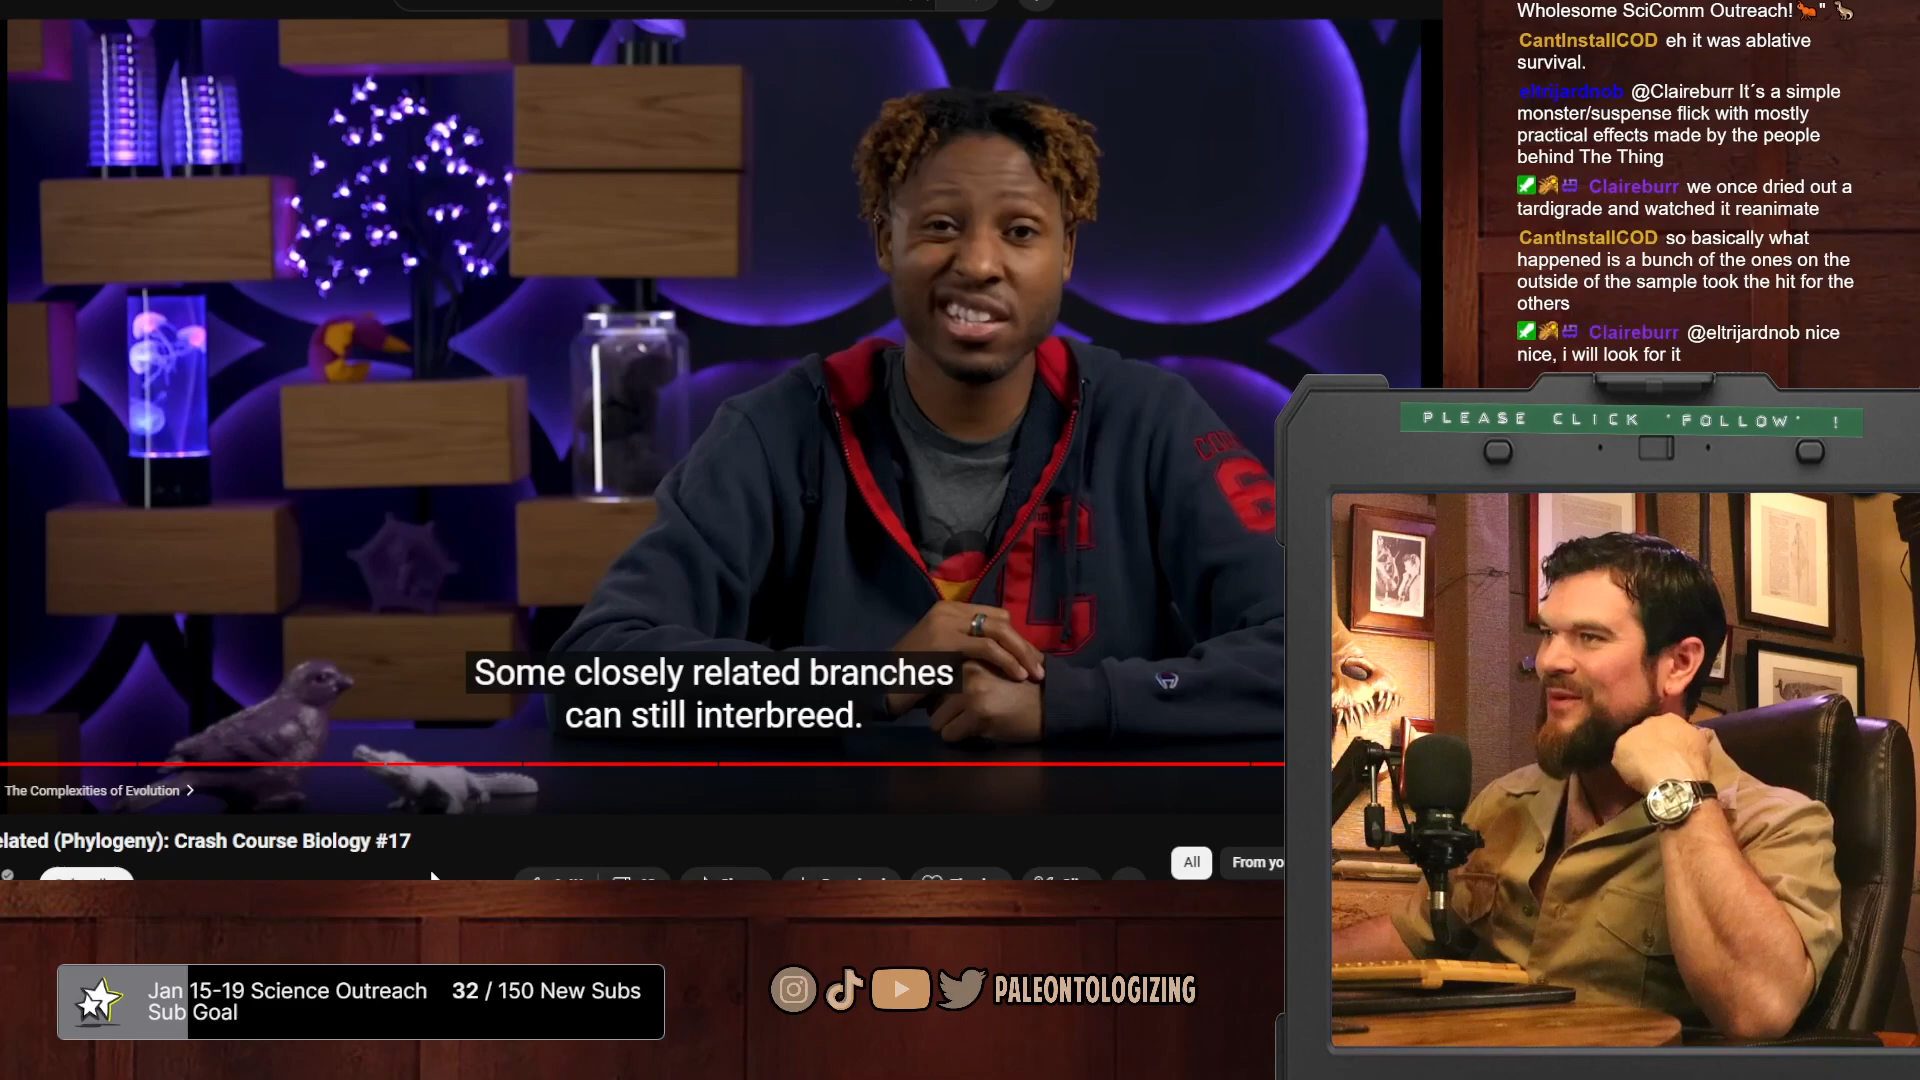 Wholesome SciComm Outreach! "
CantInstallCOD eh it was ablative
survival.
eltrijardnob @Claireburr It´s a simple
monster/suspense flick with mostly
practical effects made by the people
behind The Thing
Claireburr we once dried out a
tardigrade and watched it reanimate
CantInstallCOD so basically what
happened is a bunch of the ones on the
outside of the sample took the hit for the
others
Claireburr @eltrijardnob nice
nice, i will look for it
PLEASE CLICK "FOLLOW" !
C
6
Some closely related branches
can still interbreed.
The Complexities of Evolution
elated (Phylogeny): Crash Course Biology #17
All
From yo
Jan 15-19 Science Outreach 32 / 150 New Subs
Sub Goal
PALEONTOLOGIZING